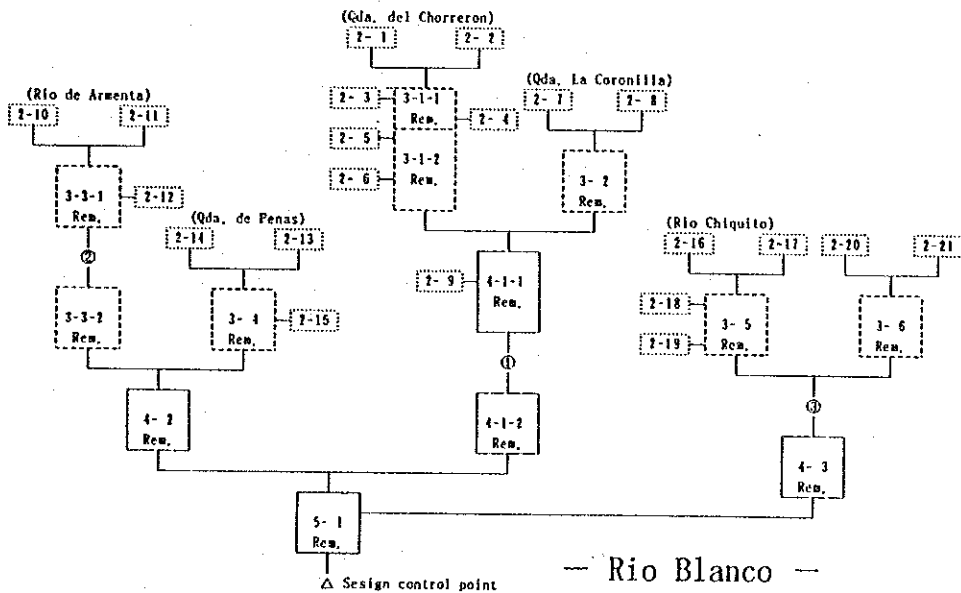 (Qda. del Chorreron)
2- 1
2- 2
(Rio de Armenta)
2-10
2-11
2- 3
3-1-1
Rem.
2- 4
(Qda. La Coronilla)
2- 7
2- 8
2- 5
3-1-2
Rem.
2- 6
3- 2
Rem.
3-3-1
Rem.
2-12
(Qda. de Penas)
2-14
2-13
(Rio Chiquito)
2-16
2-17
2-20
2-21
②
2- 9
4-1-1
Rem.
3-3-2
Rem.
3- 4
Rem.
2-15
2-18
3- 5
Rem.
2-19
3- 6
Rem.
①
4- 2
Rem.
4-1-2
Rem.
③
4- 3
Rem.
5- 1
Rem.
— Rio Blanco —
△ Sesign control point